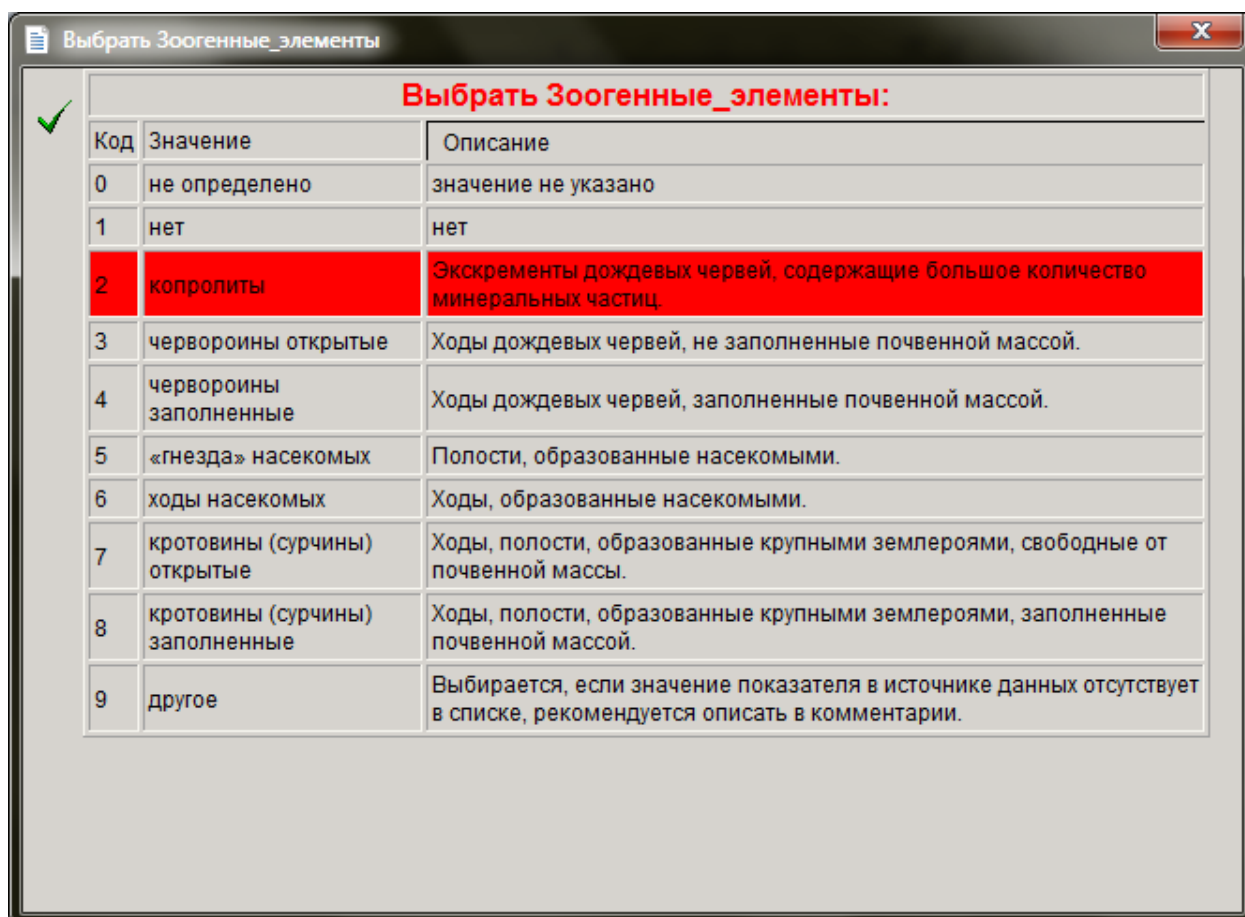 Выбрать Зоогенные_элементы
x
Выбрать Зоогенные_элементы:
Код Значение Описание
0 не определено значение не указано
1 нет нет
2 копролиты Экскременты дождевых червей, содержащие большое количество
минеральных частиц.
3 червороины открытые Ходы дождевых червей, не заполненные почвенной массой.
4 червороины
заполненные Ходы дождевых червей, заполненные почвенной массой.
5 «гнезда» насекомых Полости, образованные насекомыми.
6 ходы насекомых Ходы, образованные насекомыми.
7 кротовины (сурчины)
открытые Ходы, полости, образованные крупными землероями, свободные от
почвенной массы.
8 кротовины (сурчины)
заполненные Ходы, полости, образованные крупными землероями, заполненные
почвенной массой.
9 другое Выбирается, если значение показателя в источнике данных отсутствует
в списке, рекомендуется описать в комментарии.